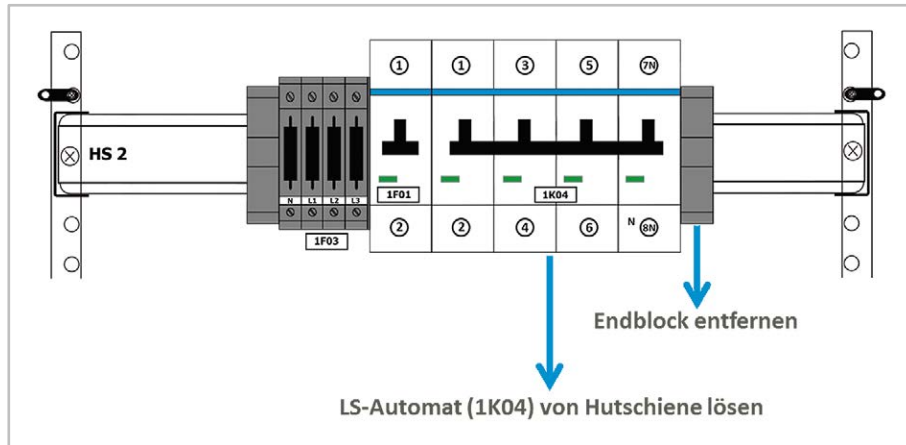 1 1 3 5 7N
HS 2
N L1 L2 L3
1F01 1K04
2 2 4 6 N 8N
1F03
Endblock entfernen
LS-Automat (1K04) von Hutschiene lösen